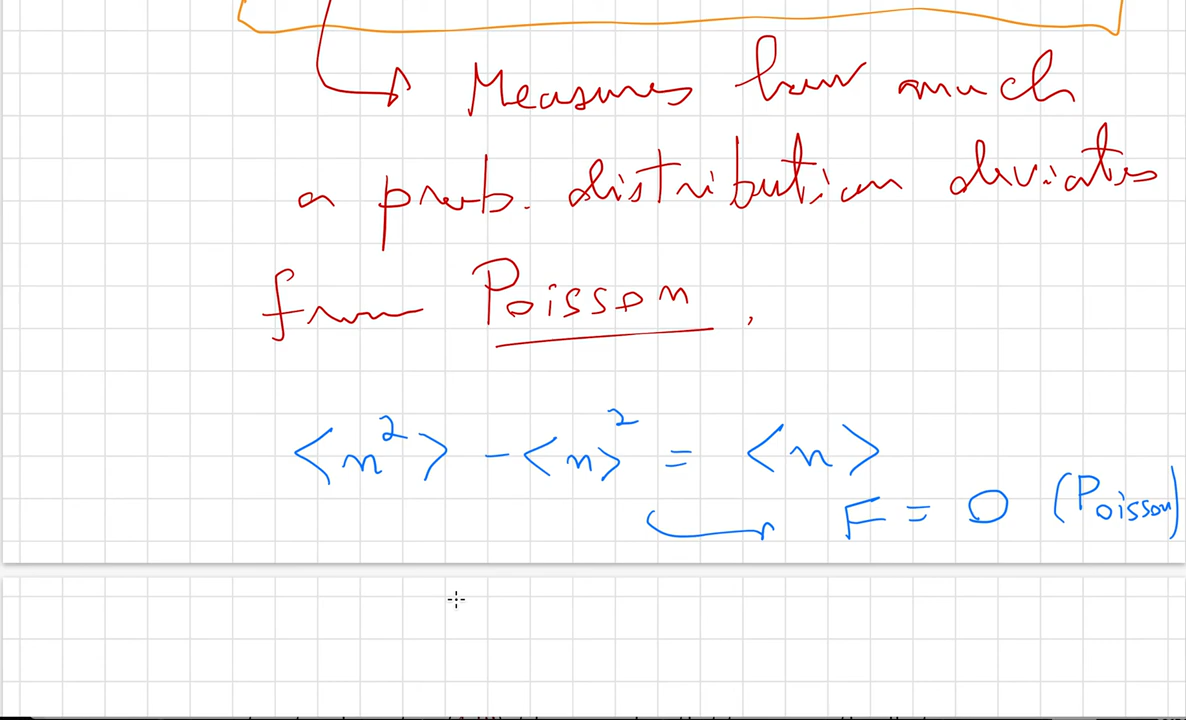 Measures how much
a prob. distribution deviates
from Poisson,
<n²> - <n>² = <n>
F = 0 (Poisson)